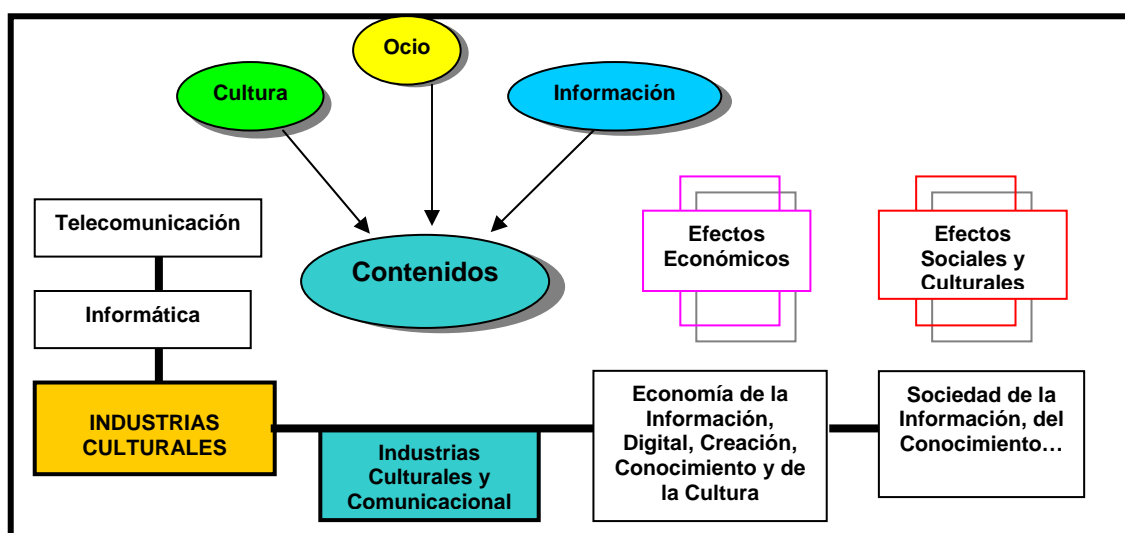 Ocio
Cultura
Información
Telecomunicación
Contenidos
Efectos
Económicos
Efectos
Sociales y
Culturales
Informática
INDUSTRIAS
CULTURALES
Industrias
Culturales y
Comunicacional
Economía de la
Información,
Digital, Creación,
Conocimiento y de
la Cultura
Sociedad de la
Información, del
Conocimiento…